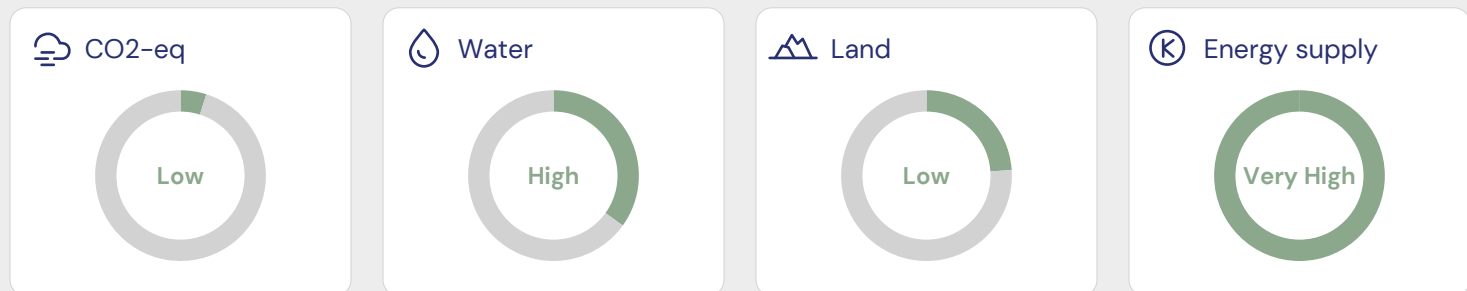 CO2-eq
Low
Water
High
Land
Low
Energy supply
Very High